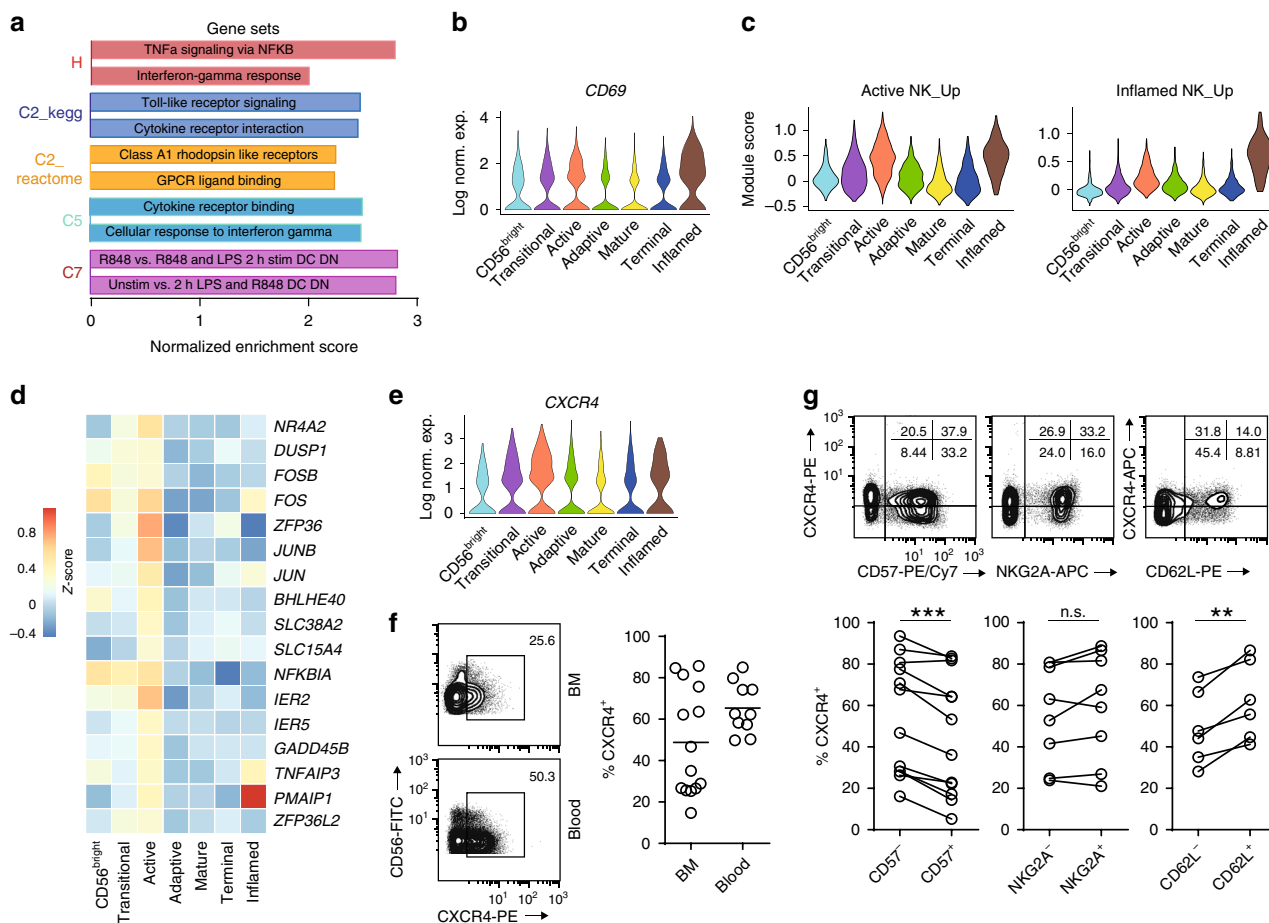 a
Gene sets
H
TNFa signaling via NFKB
Interferon-gamma response
C2_kegg
Toll-like receptor signaling
Cytokine receptor interaction
C2_
reactome
Class A1 rhodopsin like receptors
GPCR ligand binding
C5
Cytokine receptor binding
Cellular response to interferon gamma
C7
R848 vs. R848 and LPS 2 h stim DC DN
Unstim vs. 2 h LPS and R848 DC DN
0 1 2 3
Normalized enrichment score
b
CD69
Log norm. exp.
4
2
0
CD56bright
Transitional
Active
Adaptive
Mature
Terminal
Inflamed
c
Active NK_Up
Module score
1.0
0.5
0
−0.5
CD56bright
Transitional
Active
Adaptive
Mature
Terminal
Inflamed
Inflamed NK_Up
1.0
0.5
0
CD56bright
Transitional
Active
Adaptive
Mature
Terminal
Inflamed
d
0.8
0.4
0
−0.4
Z-score
NR4A2
DUSP1
FOSB
FOS
ZFP36
JUNB
JUN
BHLHE40
SLC38A2
SLC15A4
NFKBIA
IER2
IER5
GADD45B
TNFAIP3
PMAIP1
ZFP36L2
CD56bright
Transitional
Active
Adaptive
Mature
Terminal
Inflamed
e
CXCR4
Log norm. exp.
3
2
1
0
CD56bright
Transitional
Active
Adaptive
Mature
Terminal
Inflamed
f
25.6
BM
50.3
Blood
10³
10²
10¹
CD56-FITC
10¹ 10² 10³
CXCR4-PE
% CXCR4+
100
80
60
40
20
0
BM
Blood
g
10³
10²
10¹
CXCR4-PE
20.5 37.9
8.44 33.2
10¹ 10² 10³
CD57-PE/Cy7
26.9 33.2
24.0 16.0
NKG2A-APC
CXCR4-APC
31.8 14.0
45.4 8.81
CD62L-PE
% CXCR4+
100
80
60
40
20
0
***
CD57−
CD57+
100
80
60
40
20
0
n.s.
NKG2A−
NKG2A+
100
80
60
40
20
0
**
CD62L−
CD62L+